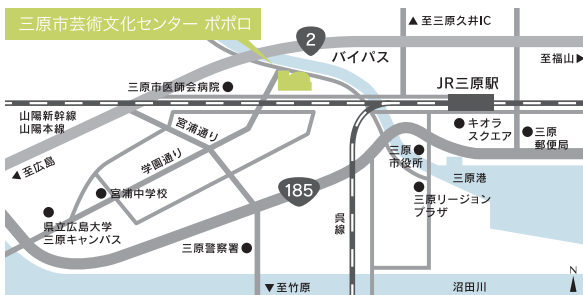 三原市芸術文化センター ポポロ
2
バイパス
▲至三原久井IC
至福山▶
三原市医師会病院
JR三原駅
山陽新幹線
山陽本線
宮浦通り
学園通り
キオラ
スクエア
三原
郵便局
三原
市役所
◀至広島
宮浦中学校
185
三原港
三原リージョン
プラザ
県立広島大学
三原キャンパス
呉線
三原警察署
▼至竹原
沼田川
N